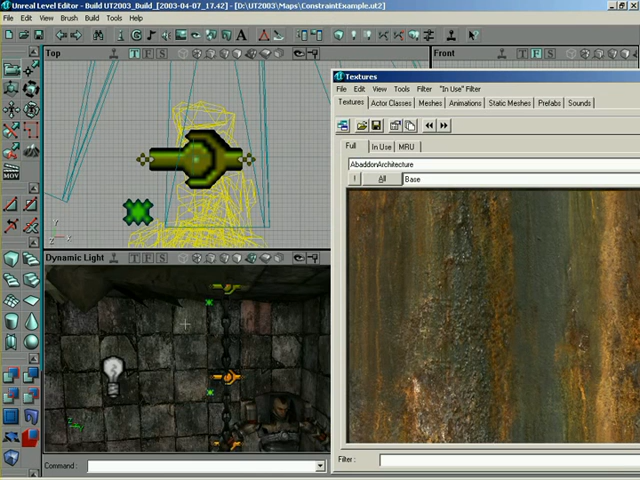 Unreal Level Editor - Build UT2003_Build_[2003-04-07_17.42] - [D:\UT2003\Maps\ConstraintExample.ut2]
File Edit View Brush Build Tools Help
Top T F S
Front T F S
Textures
File Edit View Tools Filter "In Use" Filter
Textures Actor Classes Meshes Animations Static Meshes Prefabs Sounds
Full In Use MRU
AbaddonArchitecture
! All Base
MOV
Y
Z X
Dynamic Light T F S
Z
Command :
Filter :